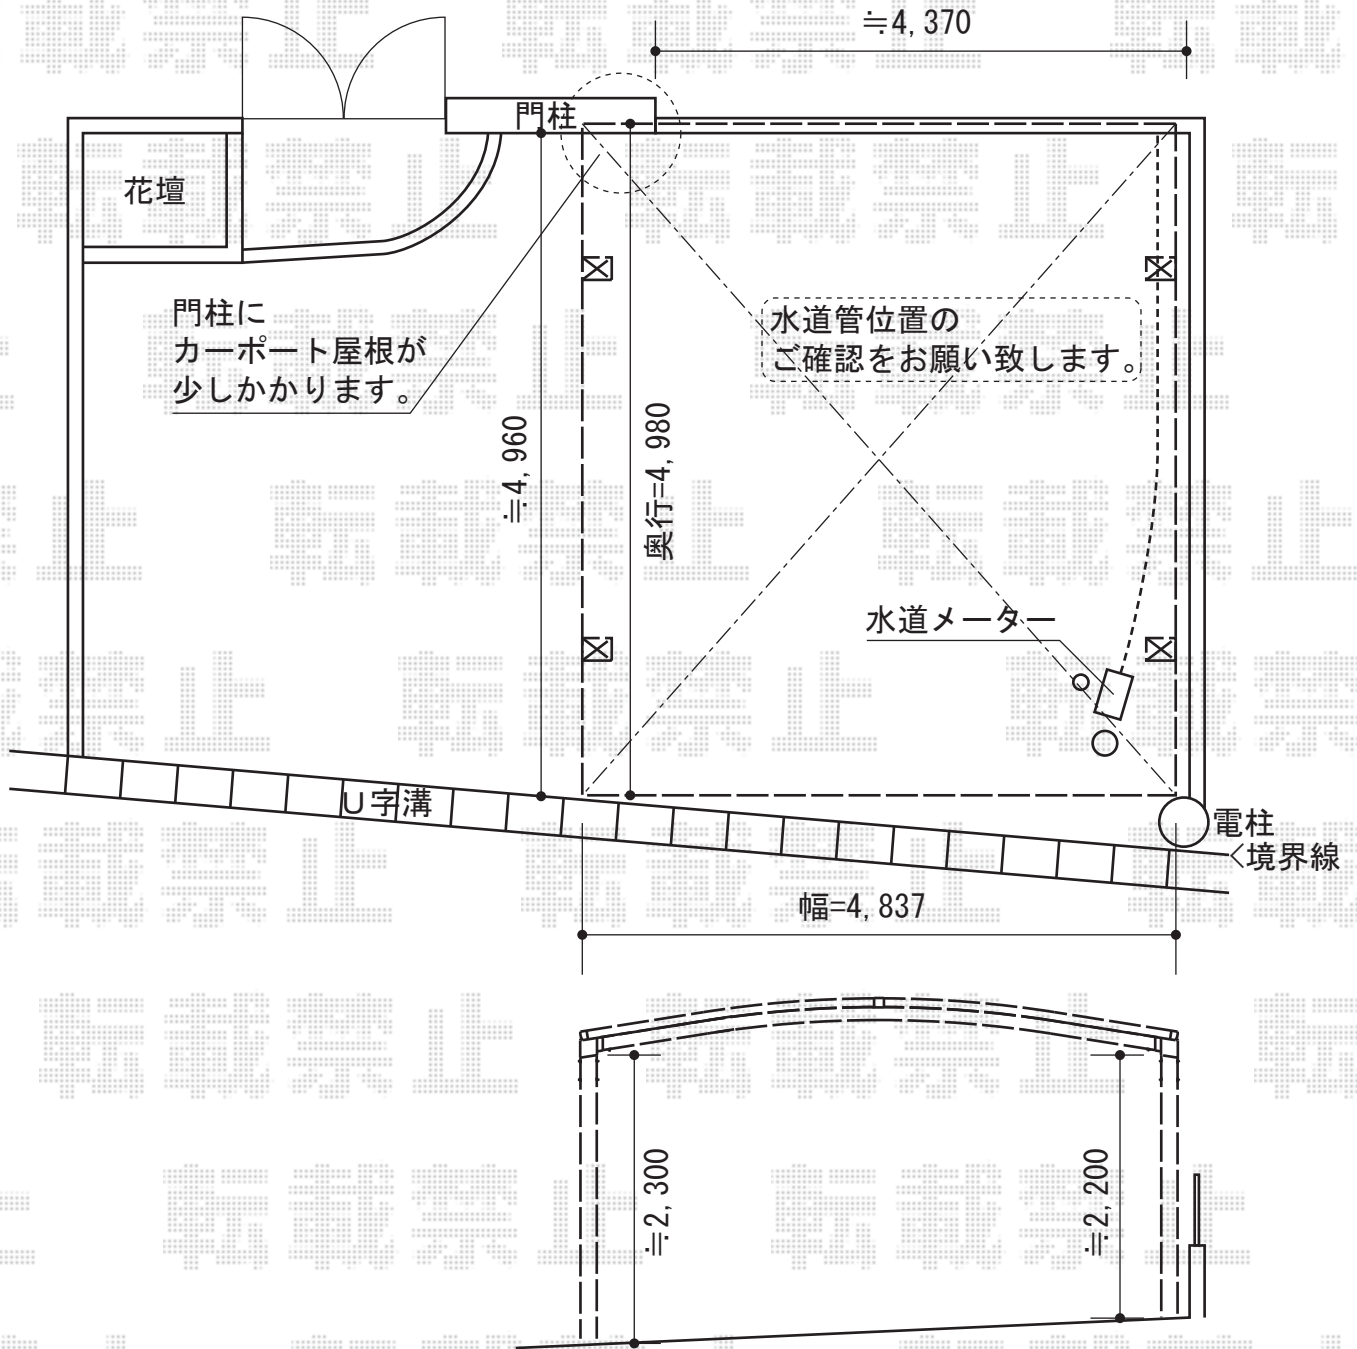 ≒4,370
門柱
花壇
門柱に
カーポート屋根が
少しかかります。
水道管位置の
ご確認をお願い致します。
≒4,960
奥行=4,980
水道メーター
U字溝
電柱
境界線
幅=4,837
≒2,300
≒2,200
転載禁止